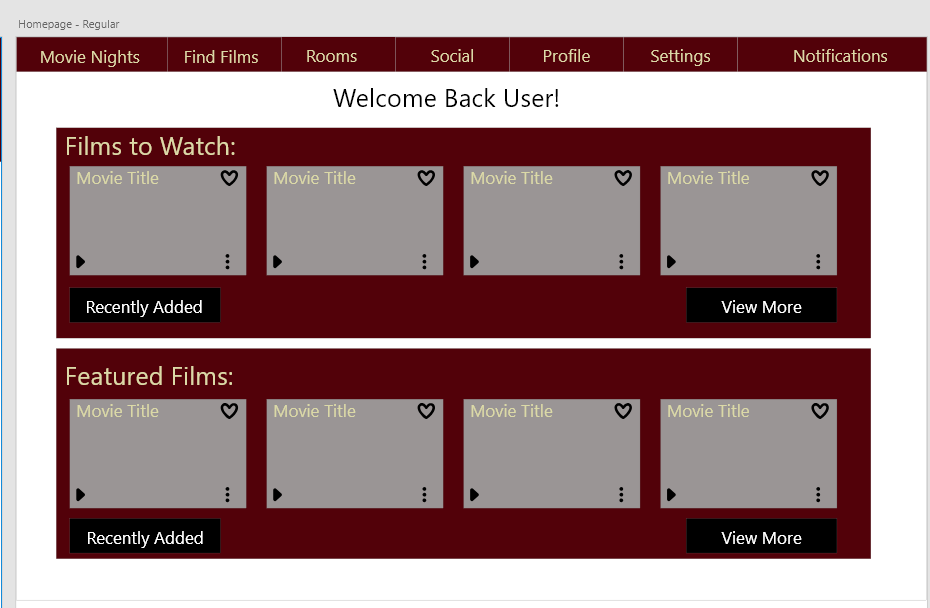 Homepage - Regular
Movie Nights Find Films Rooms Social Profile Settings Notifications
Welcome Back User!
Films to Watch:
Movie Title Movie Title Movie Title Movie Title
Recently Added View More
Featured Films:
Movie Title Movie Title Movie Title Movie Title
Recently Added View More